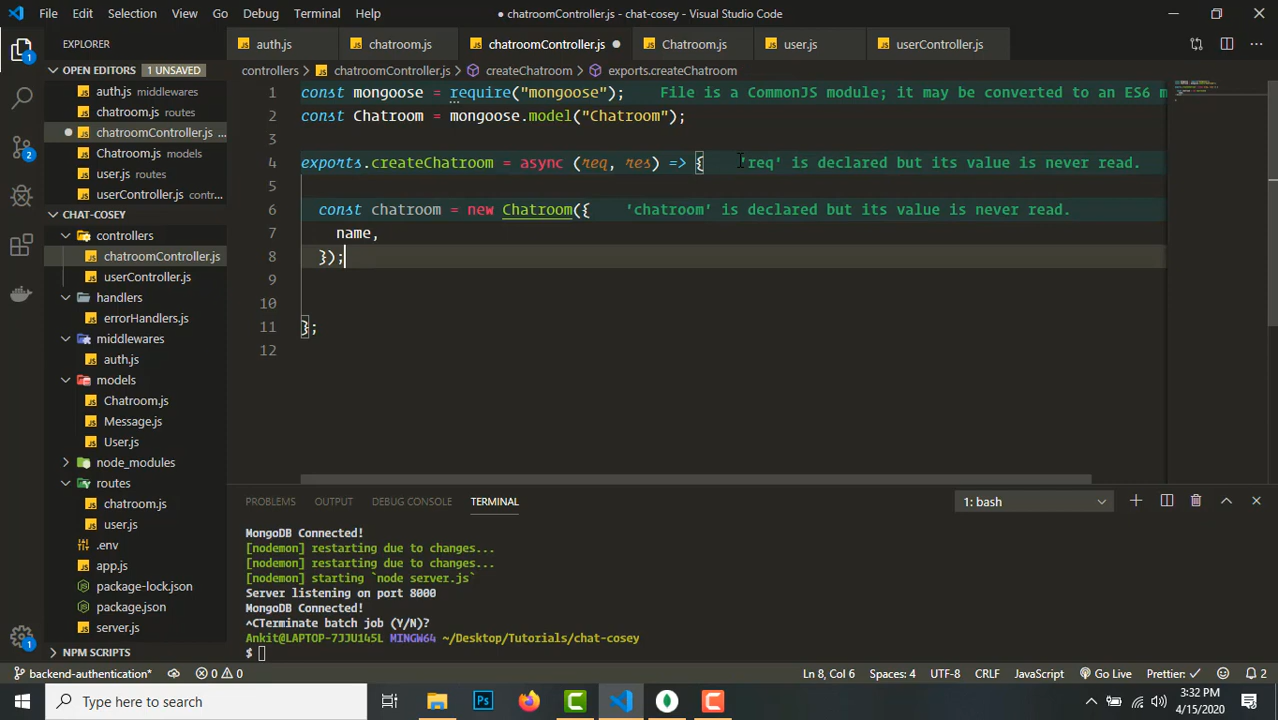 File Edit Selection View Go Debug Terminal Help ● chatroomController.js - chat-cosey - Visual Studio Code
EXPLORER
auth.js chatroom.js chatroomController.js Chatroom.js user.js userController.js
OPEN EDITORS 1 UNSAVED
controllers > chatroomController.js > createChatroom > exports.createChatroom
auth.js middlewares
chatroom.js routes
chatroomController.js ...
Chatroom.js models
user.js routes
userController.js contr...
CHAT-COSEY
controllers
chatroomController.js
userController.js
handlers
errorHandlers.js
middlewares
auth.js
models
Chatroom.js
Message.js
User.js
node_modules
routes
chatroom.js
user.js
.env
app.js
package-lock.json
package.json
server.js
NPM SCRIPTS
1 const mongoose = require("mongoose"); File is a CommonJS module; it may be converted to an ES6 m
2 const Chatroom = mongoose.model("Chatroom");
3
4 exports.createChatroom = async (req, res) => { 'req' is declared but its value is never read.
5
6 const chatroom = new Chatroom({ 'chatroom' is declared but its value is never read.
7 name,
8 });
9
10
11 };
12
PROBLEMS OUTPUT DEBUG CONSOLE TERMINAL 1: bash
MongoDB Connected!
[nodemon] restarting due to changes...
[nodemon] restarting due to changes...
[nodemon] starting `node server.js`
Server listening on port 8000
MongoDB Connected!
^CTerminate batch job (Y/N)?
Ankit@LAPTOP-7JJU145L MINGW64 ~/Desktop/Tutorials/chat-cosey
$
backend-authentication* 0 0 Ln 8, Col 6 Spaces: 4 UTF-8 CRLF JavaScript Go Live Prettier: ✓ 2
Type here to search
3:32 PM
4/15/2020